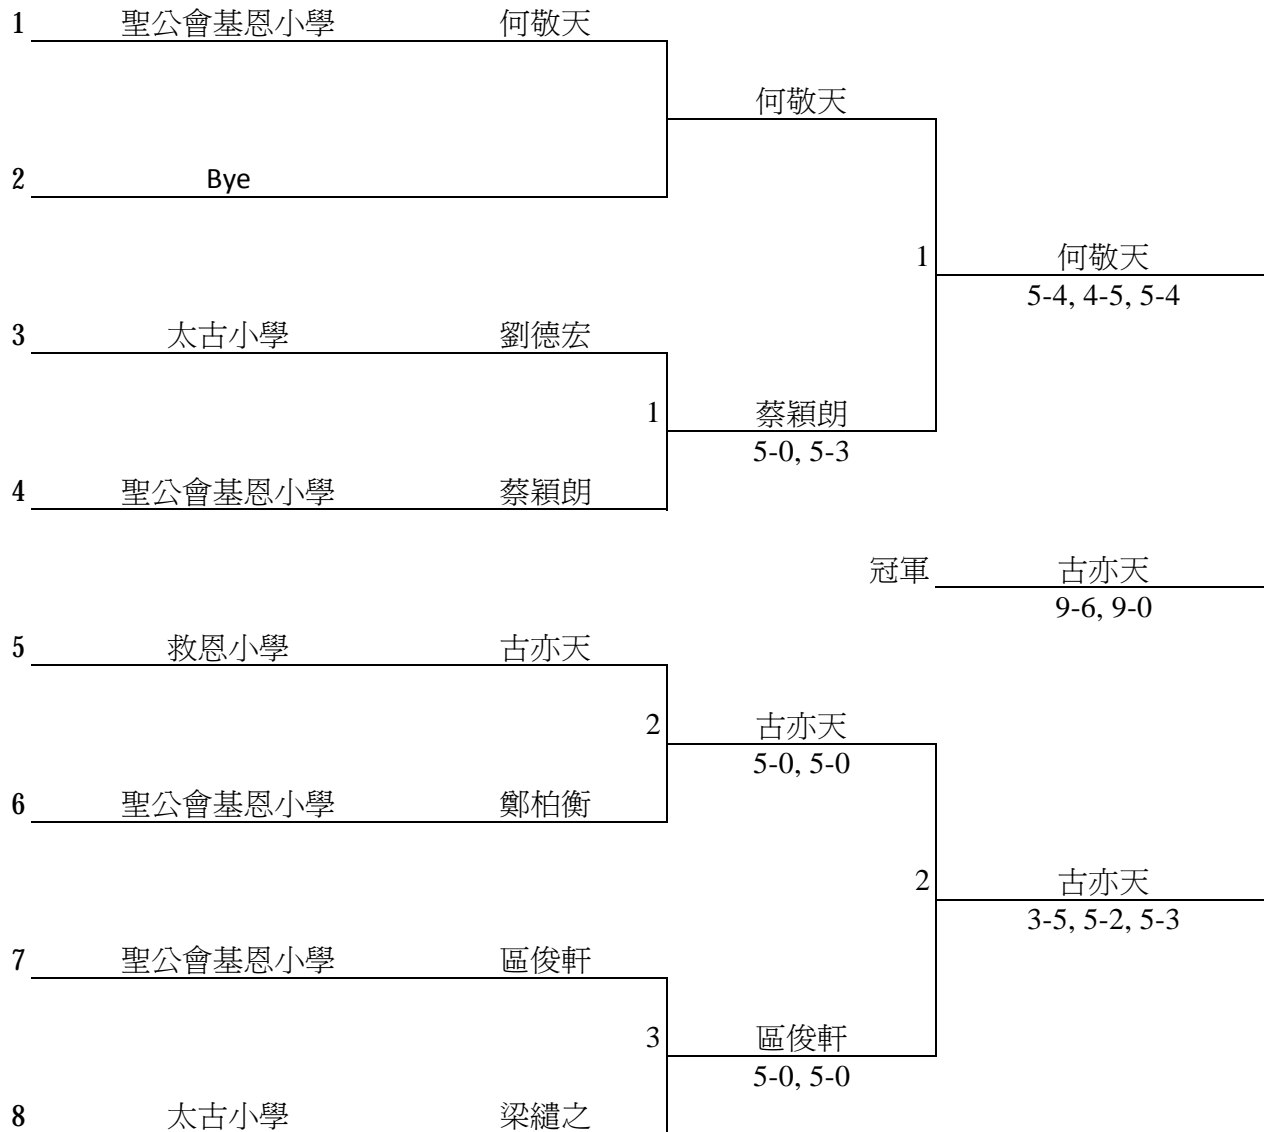 1 聖公會基恩小學 何敬天
何敬天
2 Bye
1 何敬天
5-4, 4-5, 5-4
3 太古小學 劉德宏
1 蔡穎朗
5-0, 5-3
4 聖公會基恩小學 蔡穎朗
冠軍 古亦天
9-6, 9-0
5 救恩小學 古亦天
2 古亦天
5-0, 5-0
6 聖公會基恩小學 鄭柏衡
2 古亦天
3-5, 5-2, 5-3
7 聖公會基恩小學 區俊軒
3 區俊軒
5-0, 5-0
8 太古小學 梁繾之